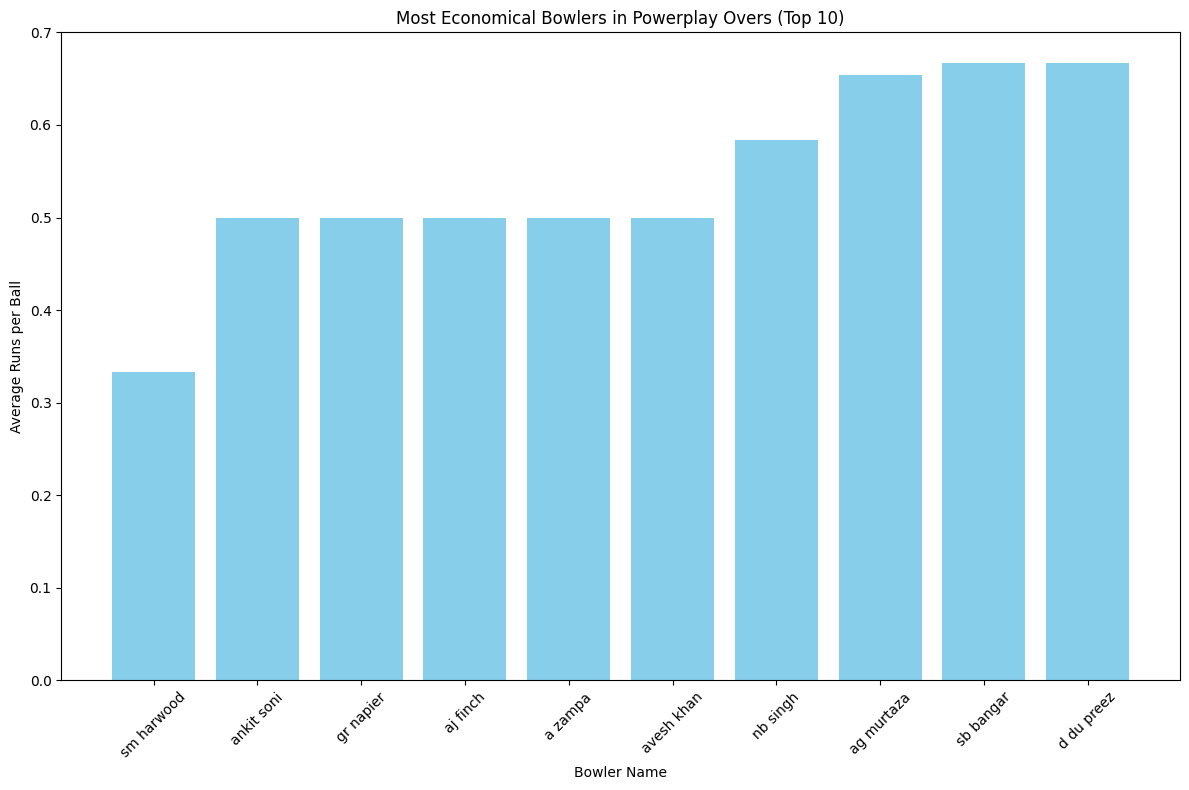 Most Economical Bowlers in Powerplay Overs (Top 10)
0.7
0.6
0.5
0.4
0.3
0.2
0.1
0.0
Average Runs per Ball
sm harwood
ankit soni
gr napier
aj finch
a zampa
avesh khan
nb singh
ag murtaza
sb bangar
d du preez
Bowler Name